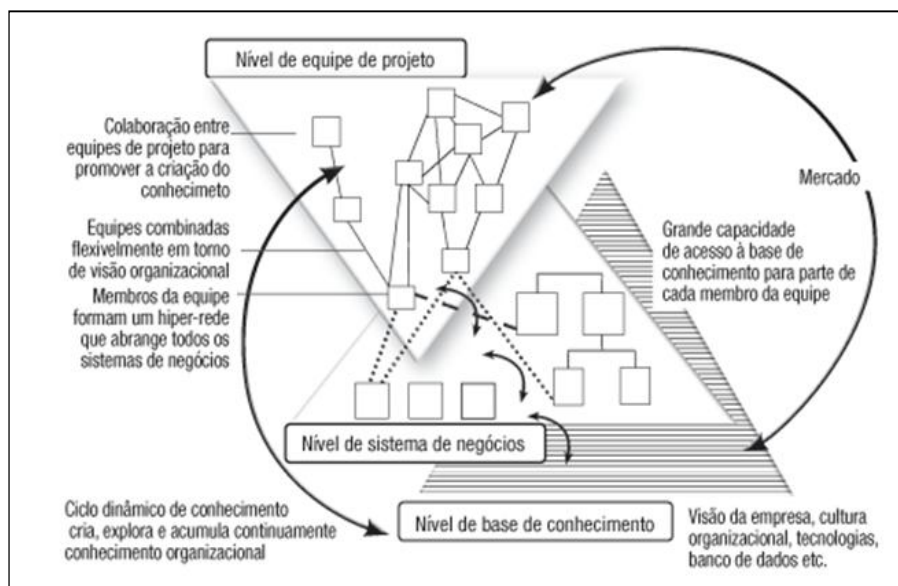 Nível de equipe de projeto
Colaboração entre
equipes de projeto para
promover a criação do
conhecimeto
Equipes combinadas
flexivelmente em torno
de visão organizacional
Membros da equipe
formam um hiper-rede
que abrange todos os
sistemas de negócios
Mercado
Grande capacidade
de acesso à base de
conhecimento para parte de
cada membro da equipe
Nível de sistema de negócios
Ciclo dinâmico de conhecimento
cria, explora e acumula continuamente
conhecimento organizacional
Nível de base de conhecimento
Visão da empresa, cultura
organizacional, tecnologias,
banco de dados etc.